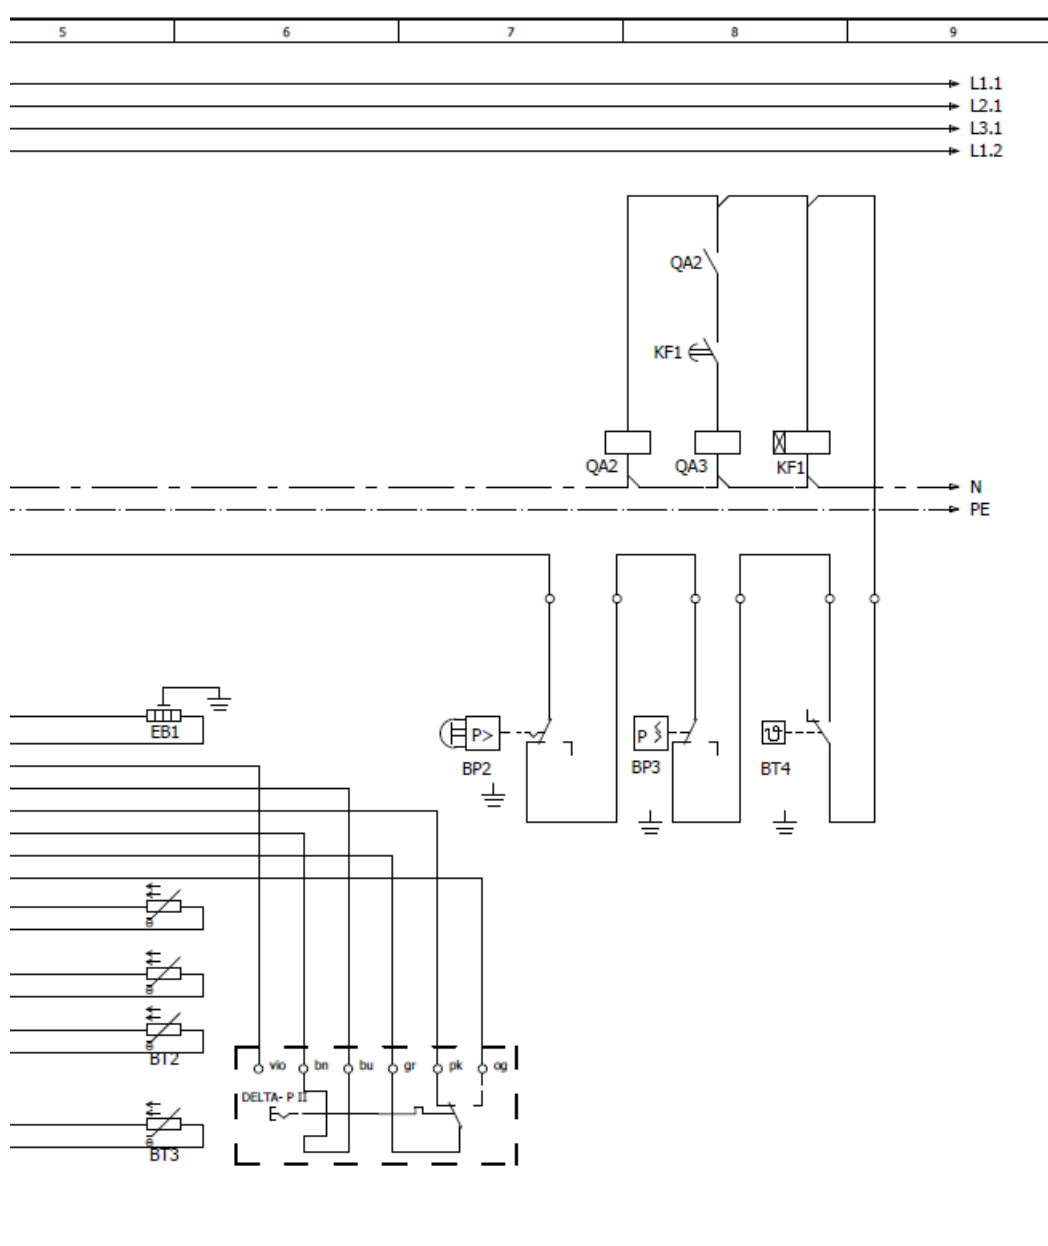 5 6 7 8 9
L1.1
L2.1
L3.1
L1.2
QA2
KF1
QA2 QA3 KF1
N
PE
EB1
P>
P
ϑ
BP2 BP3 BT4
θ
θ
θ
BT2
vio bn bu gr pk og
DELTA- P II
θ
BT3